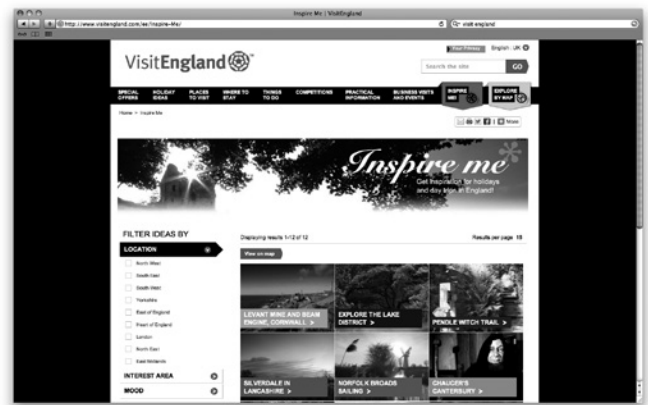 Inspire Me | VisitEngland
http://www.visitengland.com/ee/Inspire-Me/
visit england
Your Privacy
English : UK
VisitEngland
Search the site
GO
SPECIAL OFFERS
HOLIDAY IDEAS
PLACES TO VISIT
WHERE TO STAY
THINGS TO DO
COMPETITIONS
PRACTICAL INFORMATION
BUSINESS VISITS AND EVENTS
INSPIRE ME!
EXPLORE BY MAP
Home > Inspire Me
More
Inspire me
Get inspiration for holidays
and day trips in England!
FILTER IDEAS BY
LOCATION
North West
South East
South West
Yorkshire
East of England
Heart of England
London
North East
East Midlands
INTEREST AREA
MOOD
Displaying results 1-12 of 12
Results per page
View on map
LEVANT MINE AND BEAM
ENGINE, CORNWALL >
EXPLORE THE LAKE
DISTRICT >
PENDLE WITCH TRAIL >
SILVERDALE IN
LANCASHIRE >
NORFOLK BROADS
SAILING >
CHAUCER'S
CANTERBURY >